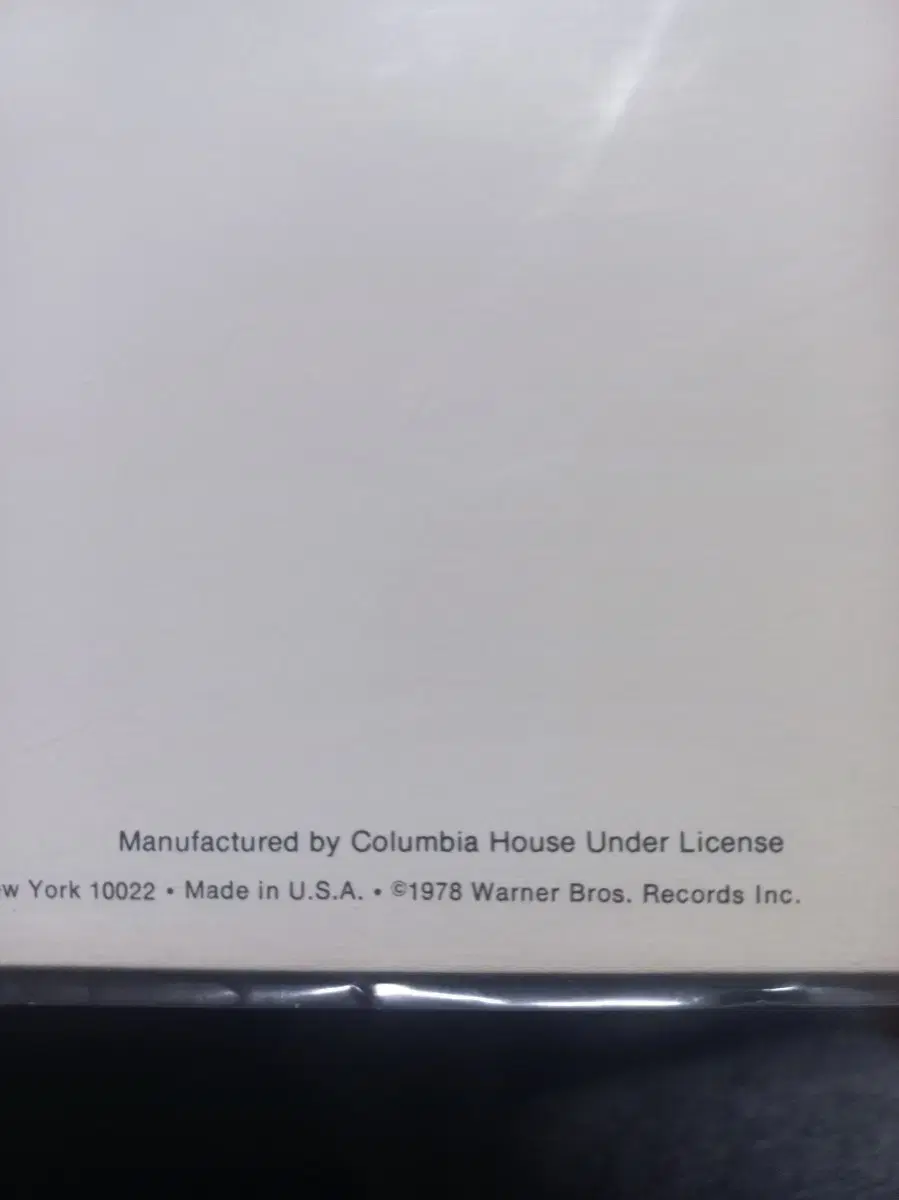 Manufactured by Columbia House Under License
w York 10022 • Made in U.S.A. • ©1978 Warner Bros. Records Inc.